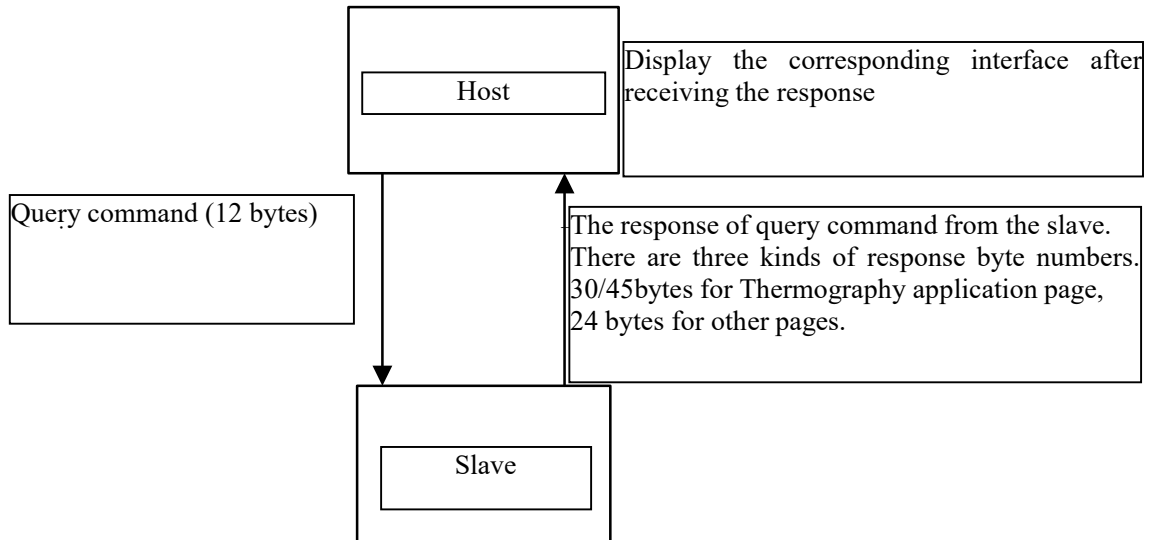 Host
Display the corresponding interface after
receiving the response
Query command (12 bytes)
The response of query command from the slave.
There are three kinds of response byte numbers.
30/45bytes for Thermography application page,
24 bytes for other pages.
Slave